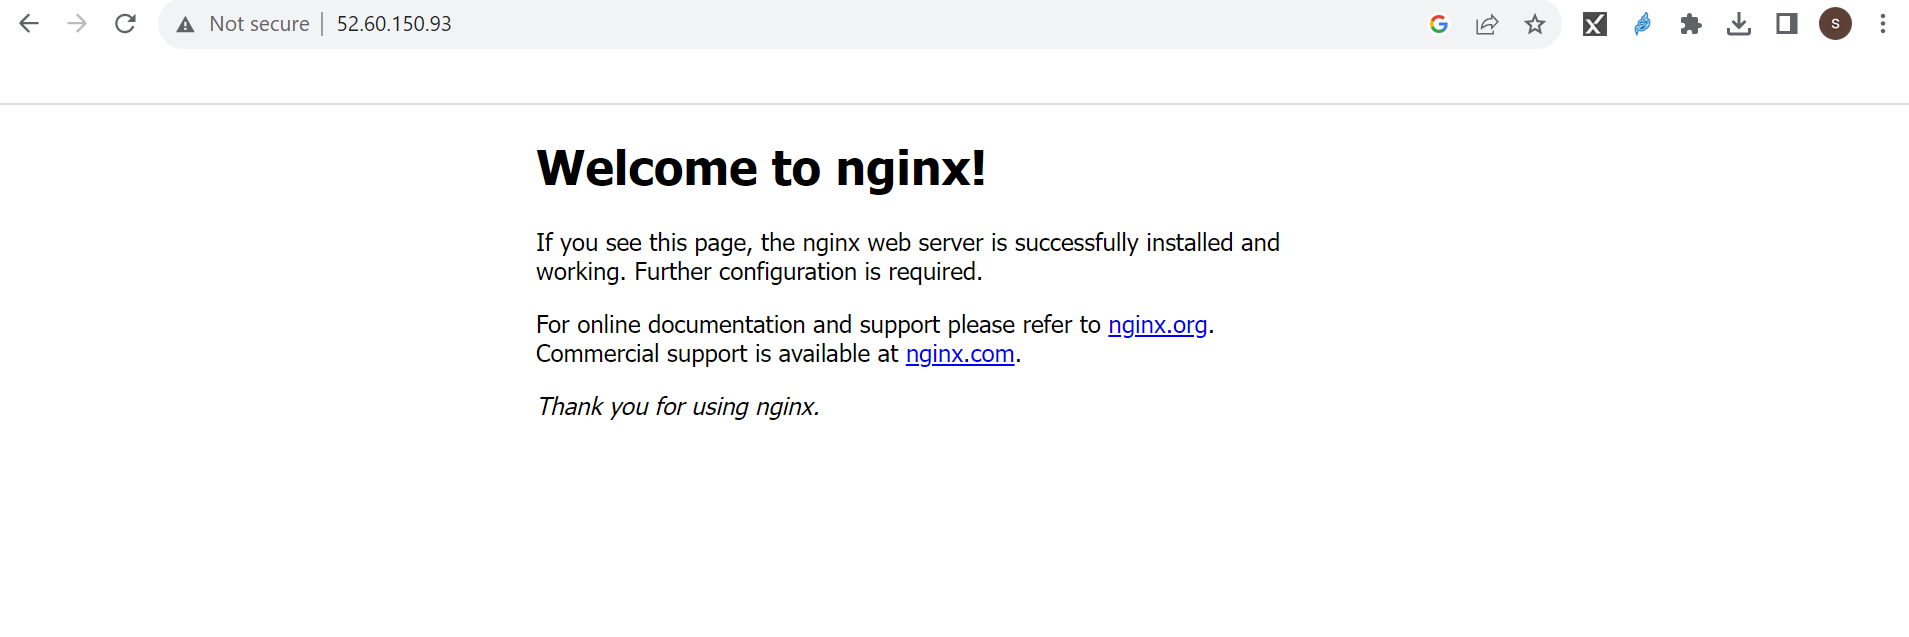 Not secure | 52.60.150.93
S
Welcome to nginx!
If you see this page, the nginx web server is successfully installed and
working. Further configuration is required.
For online documentation and support please refer to nginx.org.
Commercial support is available at nginx.com.
Thank you for using nginx.